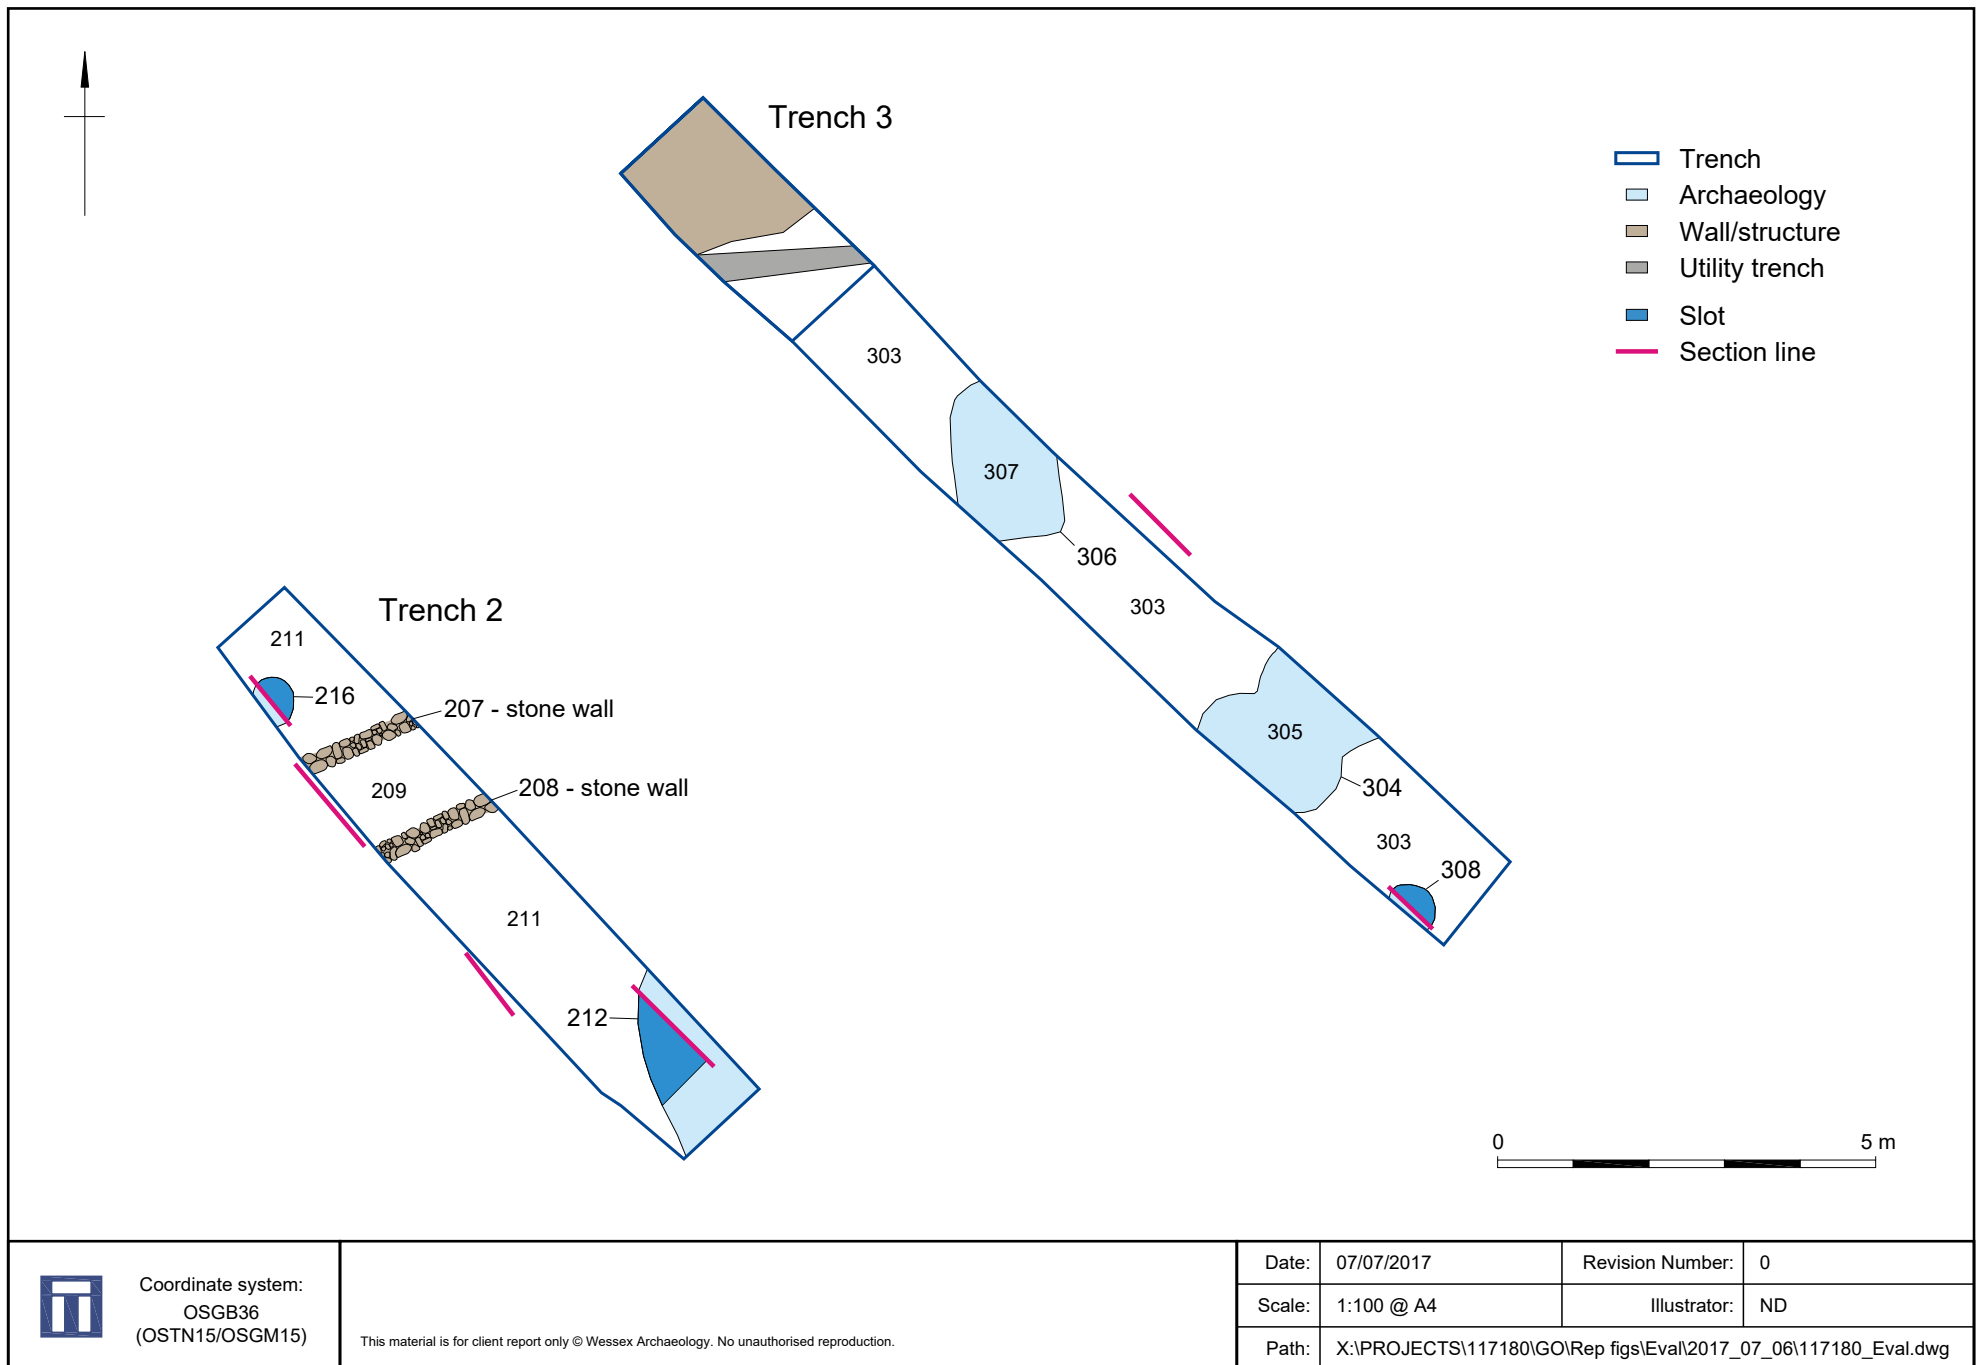 Trench 3
Trench
Archaeology
Wall/structure
Utility trench
Slot
Section line
303
307
306
303
305
304
303
308
Trench 2
211
216
207 - stone wall
208 - stone wall
209
211
212
0 5 m
Coordinate system:
OSGB36
(OSTN15/OSGM15)
This material is for client report only © Wessex Archaeology. No unauthorised reproduction.
Date: 07/07/2017 Revision Number: 0
Scale: 1:100 @ A4 Illustrator: ND
Path: X:\PROJECTS\117180\GO\Rep figs\Eval\2017_07_06\117180_Eval.dwg